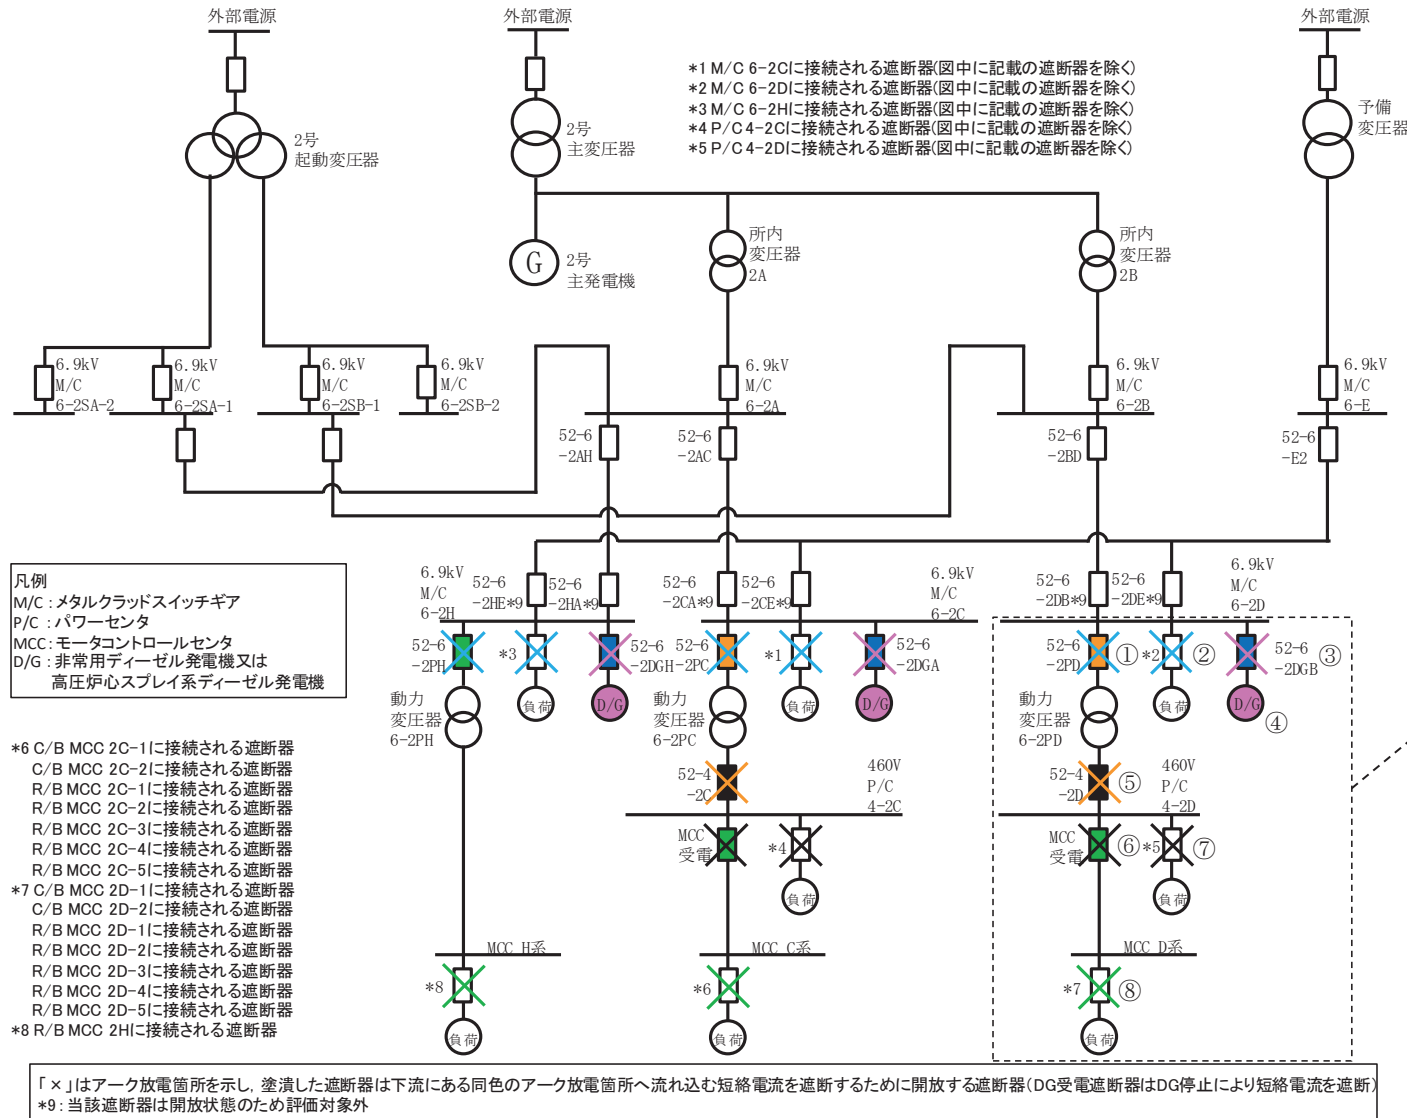 外部電源
外部電源
外部電源
*1 M/C 6-2Cに接続される遮断器(図中に記載の遮断器を除く)
*2 M/C 6-2Dに接続される遮断器(図中に記載の遮断器を除く)
*3 M/C 6-2Hに接続される遮断器(図中に記載の遮断器を除く)
*4 P/C 4-2Cに接続される遮断器(図中に記載の遮断器を除く)
*5 P/C 4-2Dに接続される遮断器(図中に記載の遮断器を除く)
2号
起動変圧器
2号
主変圧器
予備
変圧器
G
2号
主発電機
所内
変圧器
2A
所内
変圧器
2B
6.9kV
M/C
6-2SA-2
6.9kV
M/C
6-2SA-1
6.9kV
M/C
6-2SB-1
6.9kV
M/C
6-2SB-2
6.9kV
M/C
6-2A
6.9kV
M/C
6-2B
6.9kV
M/C
6-E
52-6
-2AH
52-6
-2AC
52-6
-2BD
52-6
-E2
凡例
M/C : メタルクラッドスイッチギア
P/C : パワーセンタ
MCC : モータコントロールセンタ
D/G : 非常用ディーゼル発電機又は
高圧炉心スプレイ系ディーゼル発電機
6.9kV
M/C
6-2H
52-6
-2HE*9
52-6
-2HA*9
52-6
-2CA*9
52-6
-2CE*9
6.9kV
M/C
6-2C
52-6
-2DB*9
52-6
-2DE*9
6.9kV
M/C
6-2D
52-6
-2PH
*3
52-6
-2DGH
52-6
-2PC
*1
52-6
-2DGA
52-6
-2PD
①
*2
②
52-6
-2DGB
③
動力
変圧器
6-2PH
負荷
D/G
動力
変圧器
6-2PC
負荷
D/G
動力
変圧器
6-2PD
負荷
D/G
④
52-4
-2C
460V
P/C
4-2C
52-4
-2D
⑤
460V
P/C
4-2D
MCC
受電
*4
負荷
MCC
受電
⑥
*5
⑦
負荷
*6 C/B MCC 2C-1に接続される遮断器
C/B MCC 2C-2に接続される遮断器
R/B MCC 2C-1に接続される遮断器
R/B MCC 2C-2に接続される遮断器
R/B MCC 2C-3に接続される遮断器
R/B MCC 2C-4に接続される遮断器
R/B MCC 2C-5に接続される遮断器
*7 C/B MCC 2D-1に接続される遮断器
C/B MCC 2D-2に接続される遮断器
R/B MCC 2D-1に接続される遮断器
R/B MCC 2D-2に接続される遮断器
R/B MCC 2D-3に接続される遮断器
R/B MCC 2D-4に接続される遮断器
R/B MCC 2D-5に接続される遮断器
*8 R/B MCC 2Hに接続される遮断器
MCC H系
MCC C系
MCC D系
*8
*6
*7
⑧
負荷
負荷
負荷
「×」はアーク放電箇所を示し，塗潰した遮断器は下流にある同色のアーク放電箇所へ流れ込む短絡電流を遮断するために開放する遮断器(DG受電遮断器はDG停止により短絡電流を遮断)
*9 : 当該遮断器は開放状態のため評価対象外